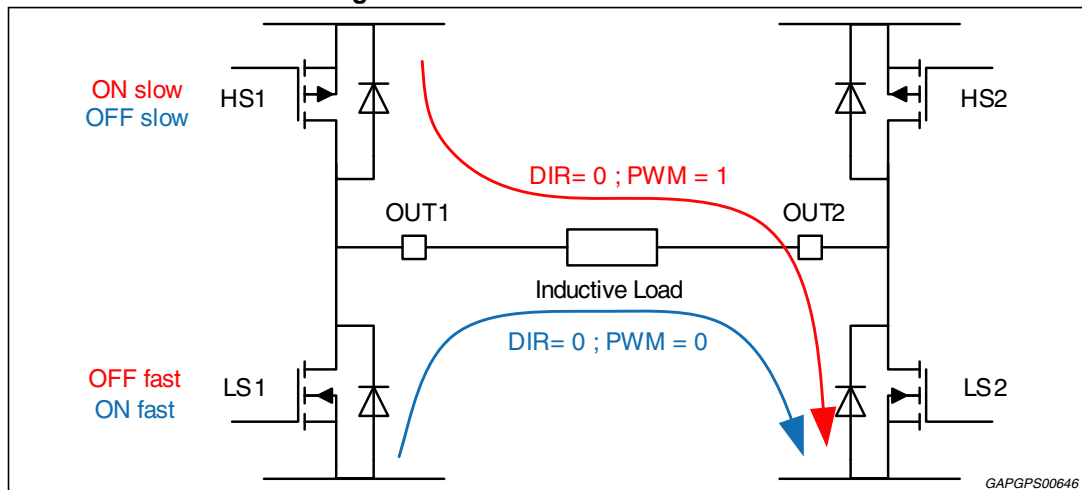 g
ON slow
OFF slow
HS1
HS2
DIR= 0 ; PWM = 1
OUT1
OUT2
Inductive Load
DIR= 0 ; PWM = 0
OFF fast
ON fast
LS1
LS2
GAPGPS00646